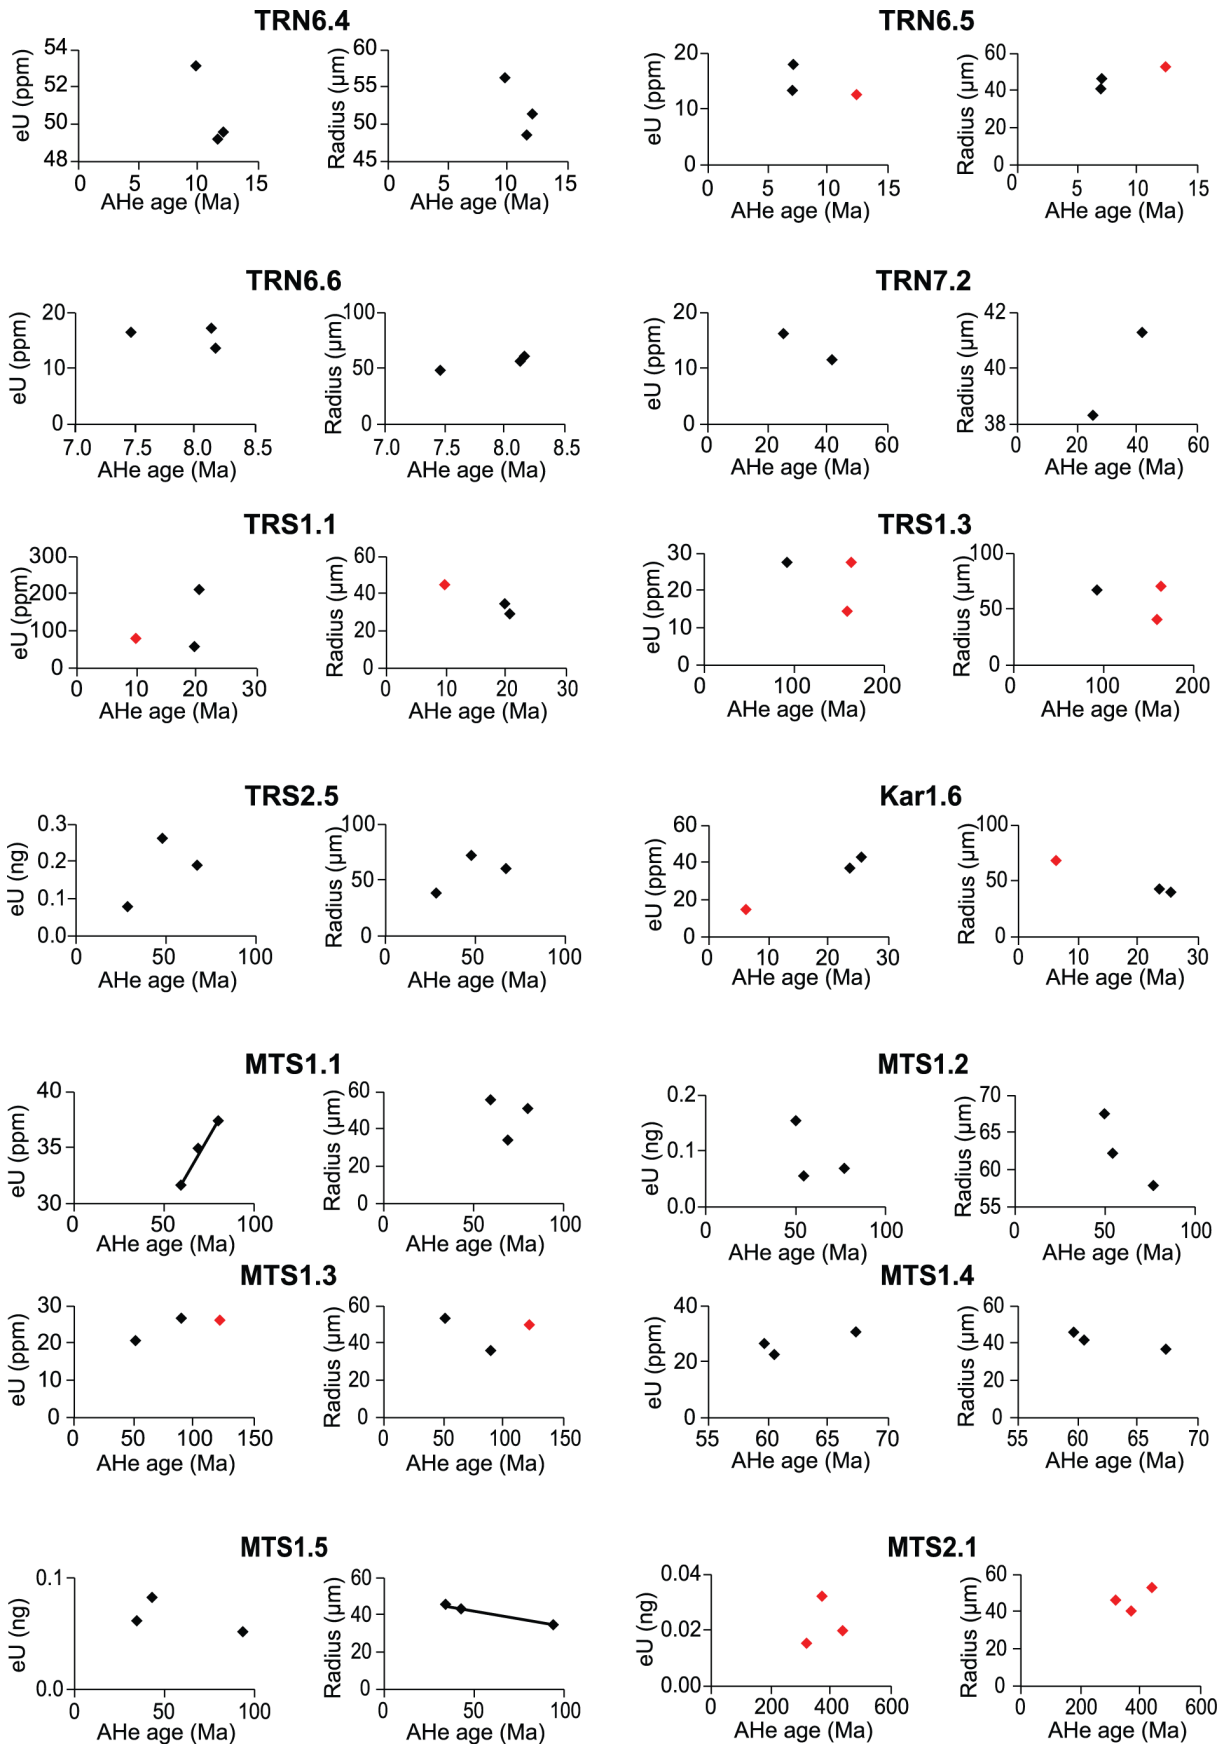 TRN6.4
eU (ppm)
54
52
50
48
0 5 10 15
AHe age (Ma)
Radius (µm)
60
55
50
45
0 5 10 15
AHe age (Ma)
TRN6.5
eU (ppm)
20
10
0
0 5 10 15
AHe age (Ma)
Radius (µm)
60
40
20
0
0 5 10 15
AHe age (Ma)
TRN6.6
eU (ppm)
20
10
0
7.0 7.5 8.0 8.5
AHe age (Ma)
Radius (µm)
100
50
0
7.0 7.5 8.0 8.5
AHe age (Ma)
TRN7.2
eU (ppm)
20
10
0
0 20 40 60
AHe age (Ma)
Radius (µm)
42
40
38
0 20 40 60
AHe age (Ma)
TRS1.1
eU (ppm)
300
200
100
0
0 10 20 30
AHe age (Ma)
Radius (µm)
60
40
20
0
0 10 20 30
AHe age (Ma)
TRS1.3
eU (ppm)
30
20
10
0
0 100 200
AHe age (Ma)
Radius (µm)
100
50
0
0 100 200
AHe age (Ma)
TRS2.5
eU (ng)
0.3
0.2
0.1
0.0
0 50 100
AHe age (Ma)
Radius (µm)
100
50
0
0 50 100
AHe age (Ma)
Kar1.6
eU (ppm)
60
40
20
0
0 10 20 30
AHe age (Ma)
Radius (µm)
100
50
0
0 10 20 30
AHe age (Ma)
MTS1.1
eU (ppm)
40
35
30
0 50 100
AHe age (Ma)
Radius (µm)
60
40
20
0
0 50 100
AHe age (Ma)
MTS1.2
eU (ng)
0.2
0.1
0.0
0 50 100
AHe age (Ma)
Radius (µm)
70
65
60
55
0 50 100
AHe age (Ma)
MTS1.3
eU (ppm)
30
20
10
0
0 50 100 150
AHe age (Ma)
Radius (µm)
60
40
20
0
0 50 100 150
AHe age (Ma)
MTS1.4
eU (ppm)
40
20
0
55 60 65 70
AHe age (Ma)
Radius (µm)
60
40
20
0
55 60 65 70
AHe age (Ma)
MTS1.5
eU (ng)
0.1
0.0
0 50 100
AHe age (Ma)
Radius (µm)
60
40
20
0
0 50 100
AHe age (Ma)
MTS2.1
eU (ng)
0.04
0.02
0.00
0 200 400 600
AHe age (Ma)
Radius (µm)
60
40
20
0
0 200 400 600
AHe age (Ma)